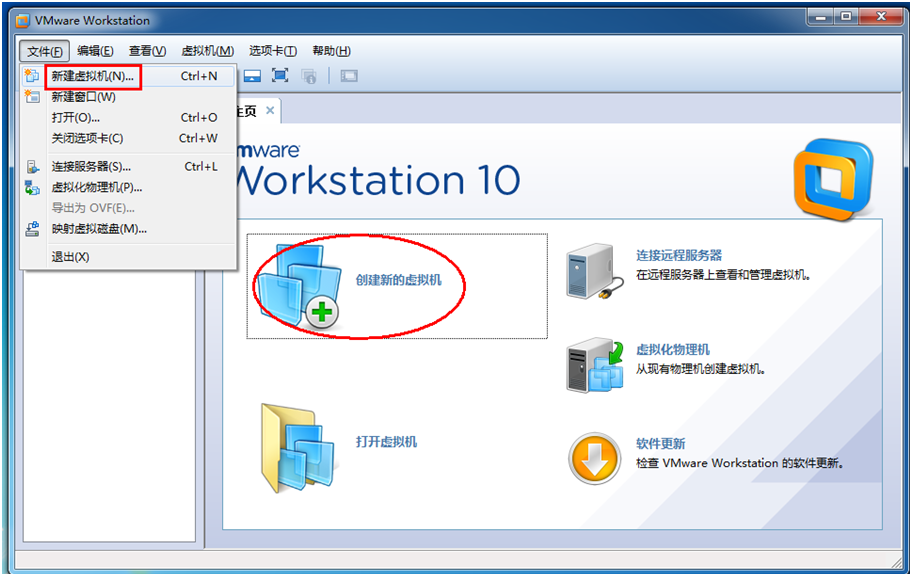 VMware Workstation
文件(F) 编辑(E) 查看(V) 虚拟机(M) 选项卡(T) 帮助(H)
新建虚拟机(N)... Ctrl+N
新建窗口(W)
打开(O)... Ctrl+O
关闭选项卡(C) Ctrl+W
连接服务器(S)... Ctrl+L
虚拟化物理机(P)...
导出为 OVF(E)...
映射虚拟磁盘(M)...
退出(X)
主页
mware
Workstation 10
创建新的虚拟机
连接远程服务器
在远程服务器上查看和管理虚拟机。
虚拟化物理机
从现有物理机创建虚拟机。
打开虚拟机
软件更新
检查 VMware Workstation 的软件更新。